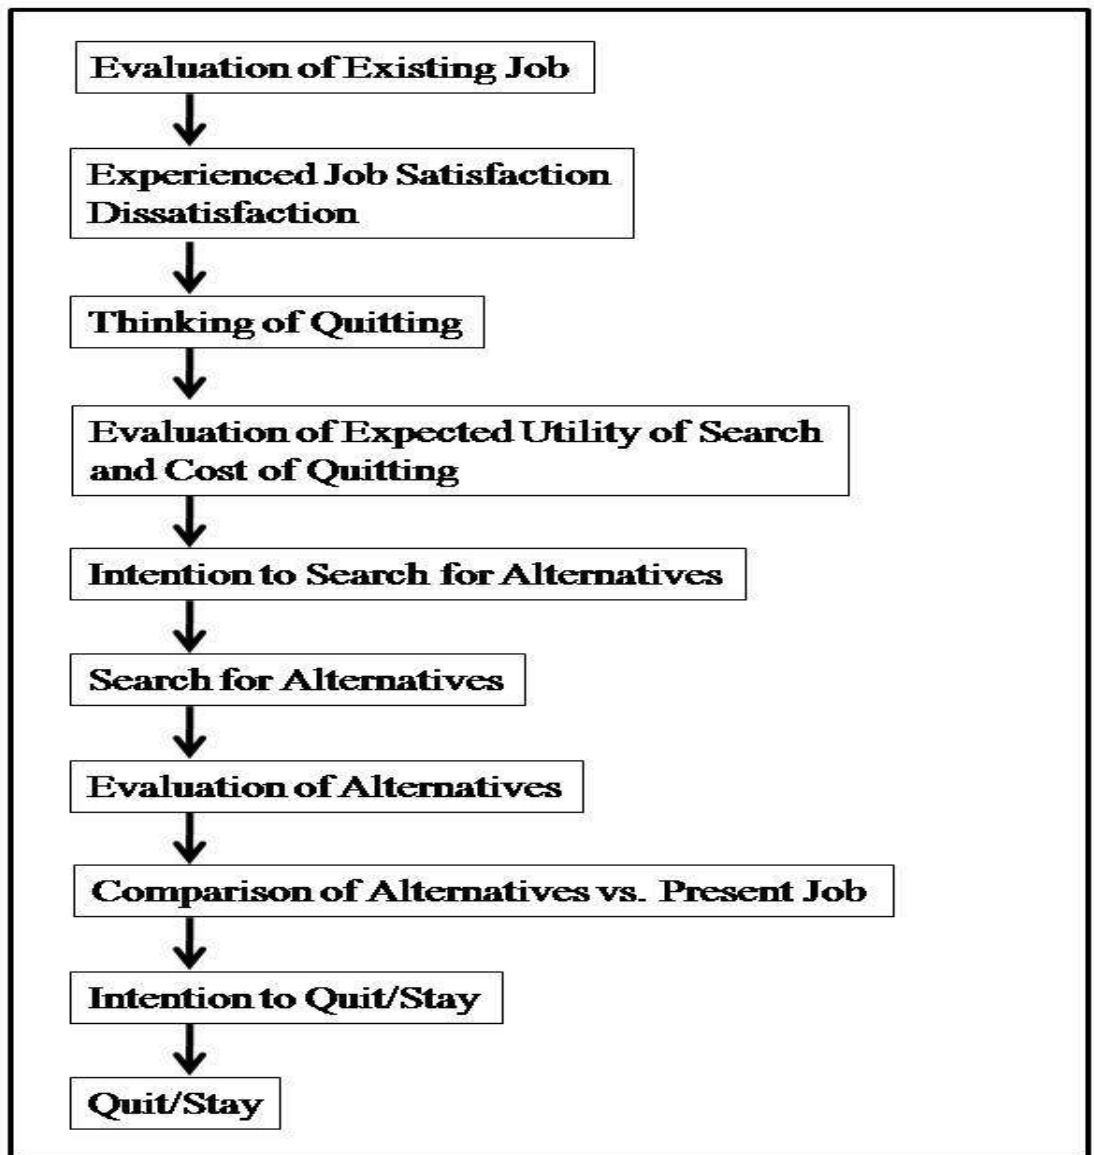 Evaluation of Existing Job
Experienced Job Satisfaction
Dissatisfaction
Thinking of Quitting
Evaluation of Expected Utility of Search
and Cost of Quitting
Intention to Search for Alternatives
Search for Alternatives
Evaluation of Alternatives
Comparison of Alternatives vs. Present Job
Intention to Quit/Stay
Quit/Stay